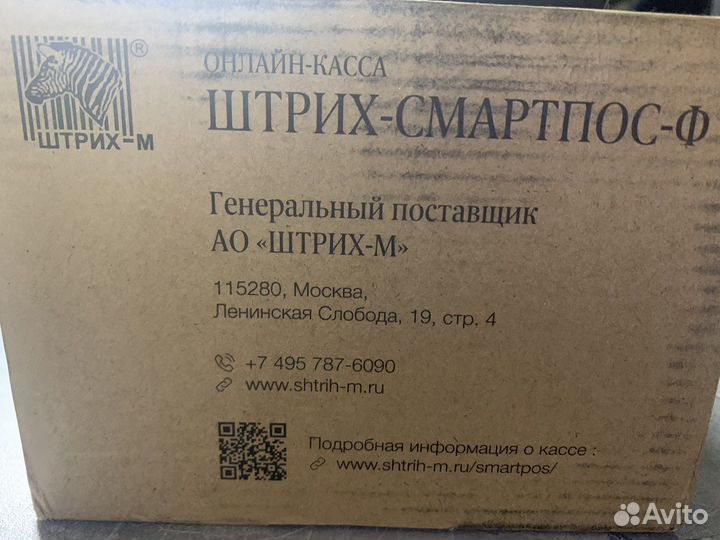 ШТРИХ-М
®
ОНЛАЙН-КАССА
ШТРИХ-СМАРТПОС-Ф
Генеральный поставщик
АО «ШТРИХ-М»
115280, Москва,
Ленинская Слобода, 19, стр. 4
+7 495 787-6090
www.shtrih-m.ru
Подробная информация о кассе :
www.shtrih-m.ru/smartpos/
Avito